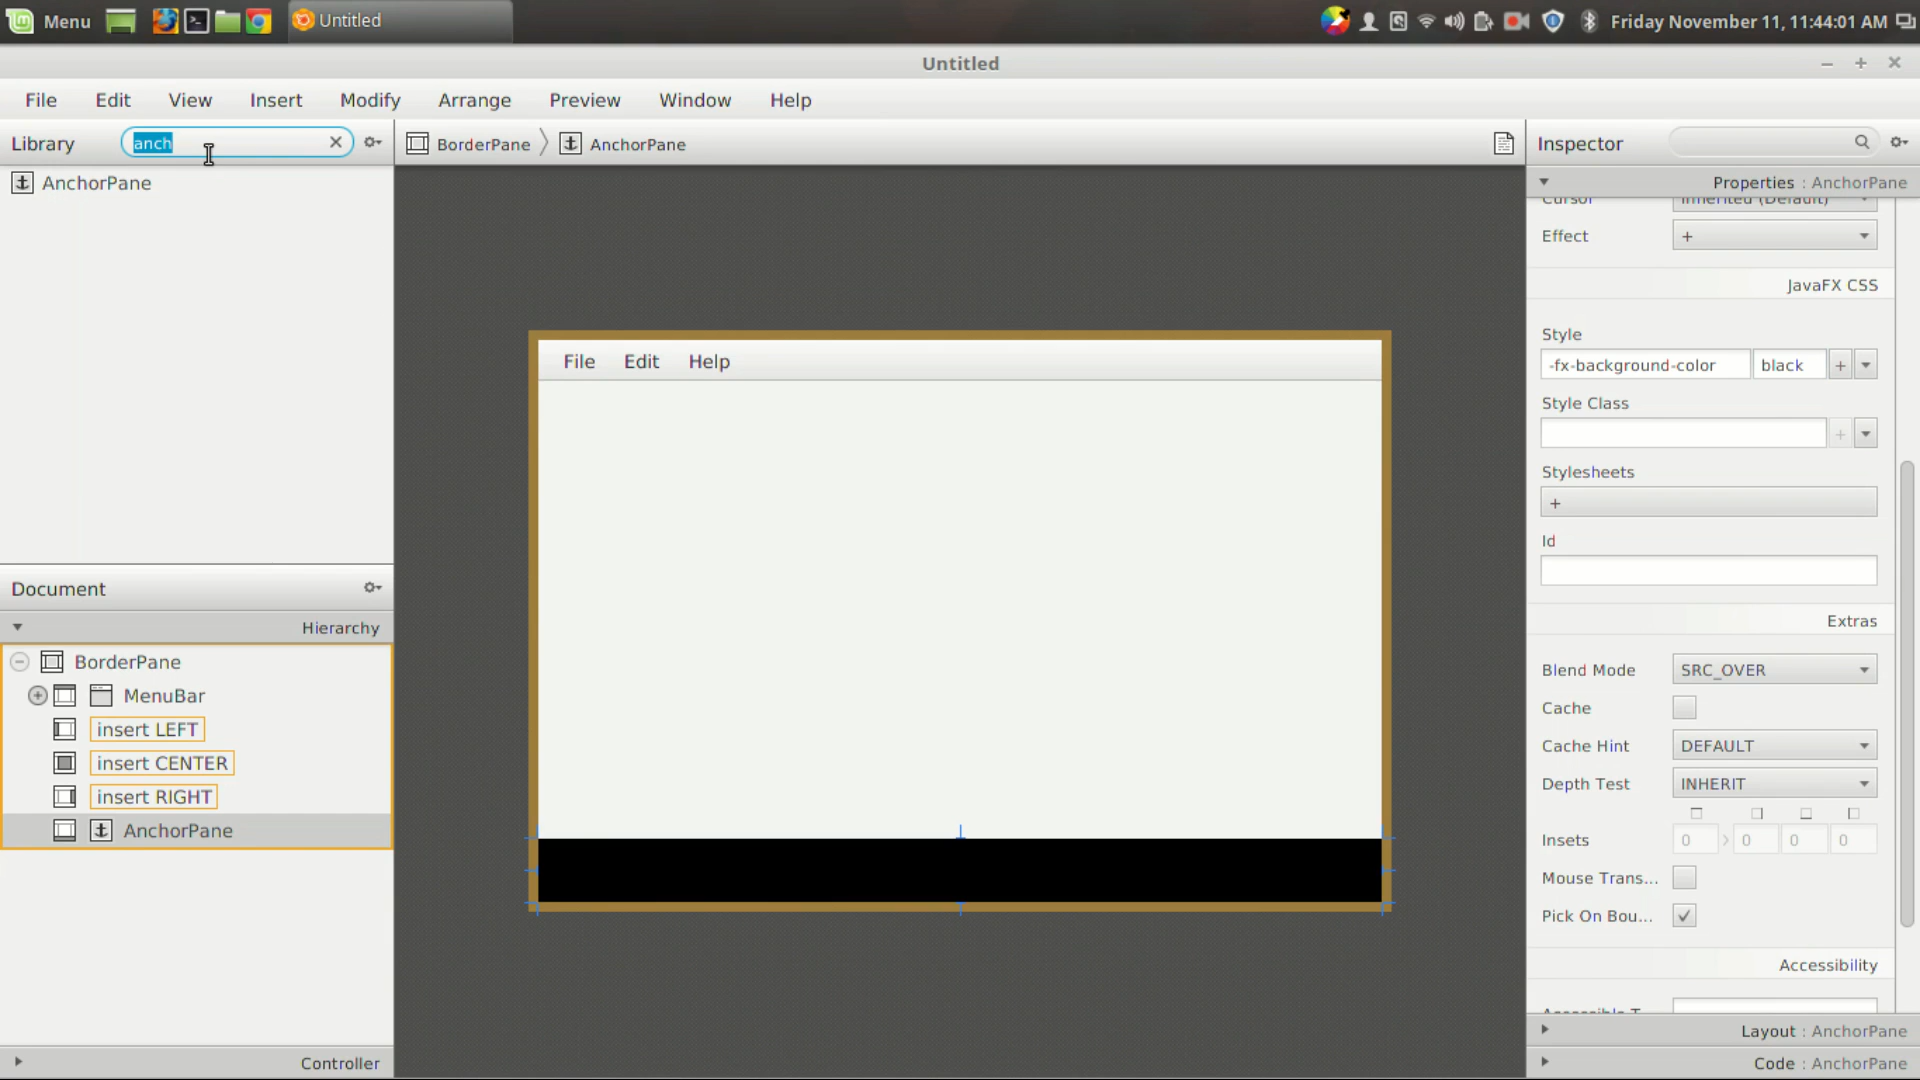 Menu
Untitled
Friday November 11, 11:44:01 AM
Untitled
File Edit View Insert Modify Arrange Preview Window Help
Library
anch
BorderPane
AnchorPane
Inspector
AnchorPane
Properties : AnchorPane
Cursor
Inherited (Default)
Effect
+
JavaFX CSS
Style
-fx-background-color
black
+
Style Class
+
Stylesheets
+
Id
Extras
Blend Mode
SRC_OVER
Cache
Cache Hint
DEFAULT
Depth Test
INHERIT
Insets
0 0 0 0
Mouse Trans...
Pick On Bou...
Accessibility
Layout : AnchorPane
Code : AnchorPane
File Edit Help
Document
Hierarchy
BorderPane
MenuBar
insert LEFT
insert CENTER
insert RIGHT
AnchorPane
Controller